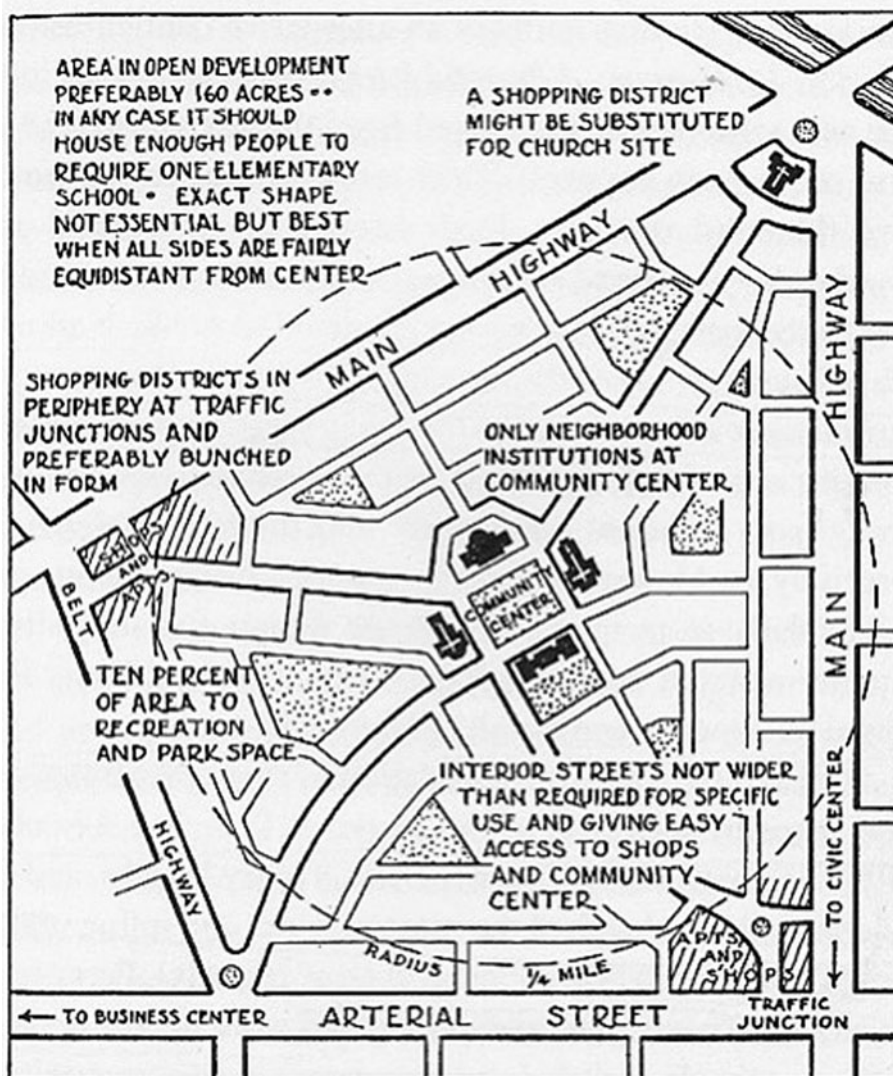 AREA IN OPEN DEVELOPMENT
PREFERABLY 160 ACRES --
IN ANY CASE IT SHOULD
HOUSE ENOUGH PEOPLE TO
REQUIRE ONE ELEMENTARY
SCHOOL - EXACT SHAPE
NOT ESSENTIAL BUT BEST
WHEN ALL SIDES ARE FAIRLY
EQUIDISTANT FROM CENTER
A SHOPPING DISTRICT
MIGHT BE SUBSTITUTED
FOR CHURCH SITE
MAIN HIGHWAY
MAIN HIGHWAY
SHOPPING DISTRICTS IN
PERIPHERY AT TRAFFIC
JUNCTIONS AND
PREFERABLY BUNCHED
IN FORM
ONLY NEIGHBORHOOD
INSTITUTIONS AT
COMMUNITY CENTER
SHOPS
AND
APTS
BELT
HIGHWAY
COMMUNITY
CENTER
TEN PERCENT
OF AREA TO
RECREATION
AND PARK SPACE
INTERIOR STREETS NOT WIDER
THAN REQUIRED FOR SPECIFIC
USE AND GIVING EASY
ACCESS TO SHOPS
AND COMMUNITY
CENTER
TO CIVIC CENTER
APTS
AND
SHOPS
RADIUS 1/4 MILE
TRAFFIC
JUNCTION
TO BUSINESS CENTER
ARTERIAL STREET